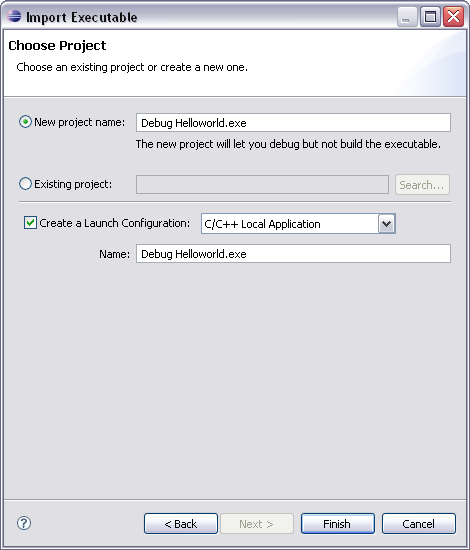 Import Executable
Choose Project
Choose an existing project or create a new one.
New project name: Debug Helloworld.exe
The new project will let you debug but not build the executable.
Existing project: Search...
Create a Launch Configuration: C/C++ Local Application
Name: Debug Helloworld.exe
? < Back Next > Finish Cancel